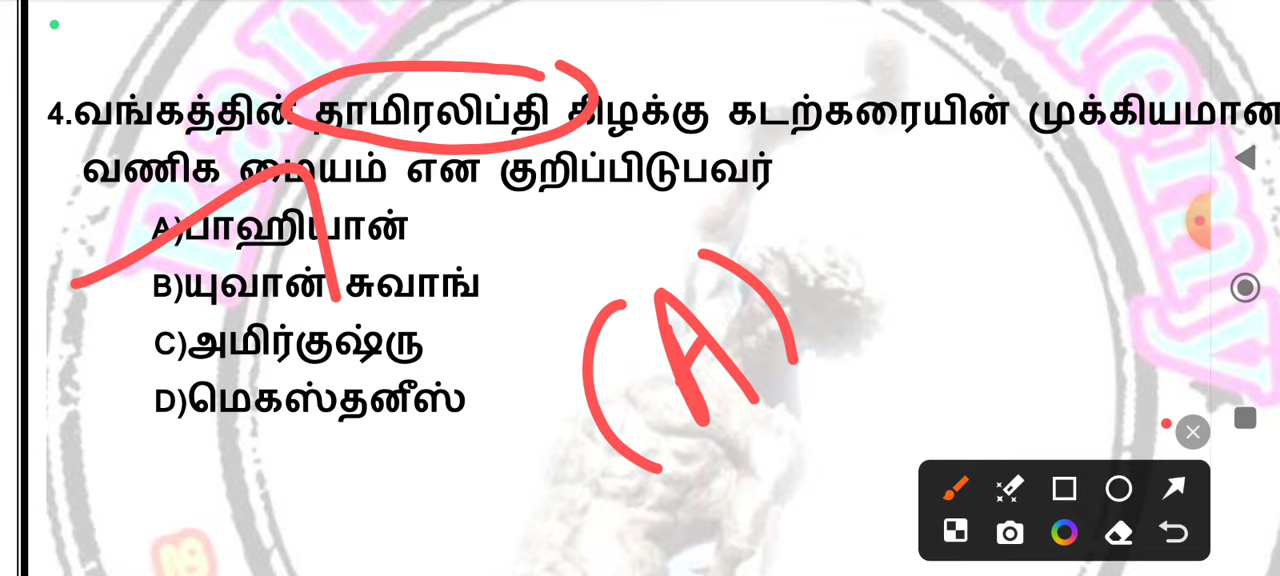 4.வங்கத்தின் தாமிரலிப்தி கிழக்கு கடற்கரையின் முக்கியமான
வணிக மையம் என குறிப்பிடுபவர்
A)பாஹியான்
B)யுவான் சுவாங்
C)அமிர்குஷ்ரு
D)மெகஸ்தனீஸ்
(A)